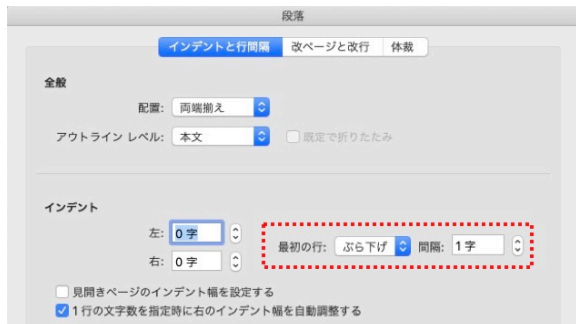 段落
インデントと行間隔 改ページと改行 体裁
全般
配置: 両端揃え
アウトライン レベル: 本文 既定で折りたたみ
インデント
左: 0 字
最初の行: ぶら下げ 間隔: 1 字
右: 0 字
見開きページのインデント幅を設定する
1 行の文字数を指定時に右のインデント幅を自動調整する